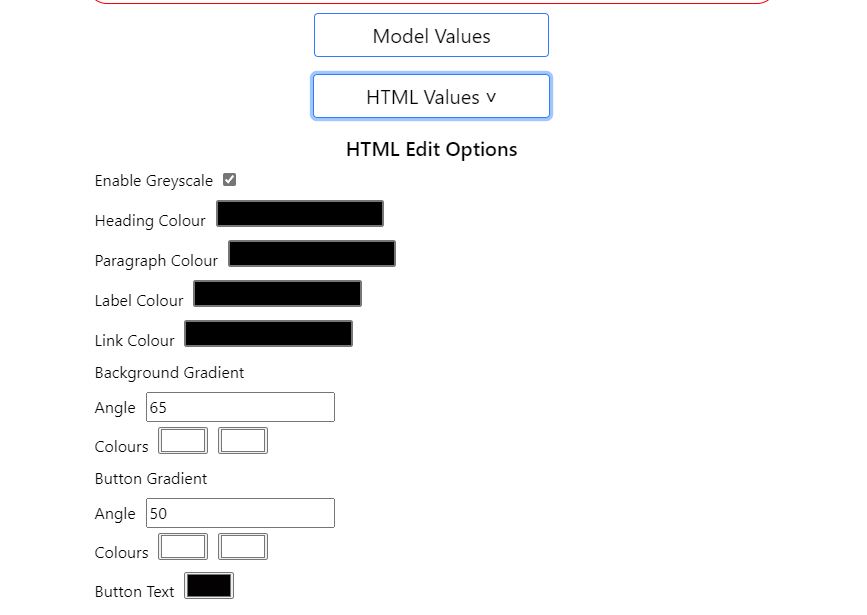 Model Values
HTML Values ˅
HTML Edit Options
Enable Greyscale
Heading Colour
Paragraph Colour
Label Colour
Link Colour
Background Gradient
Angle 65
Colours
Button Gradient
Angle 50
Colours
Button Text